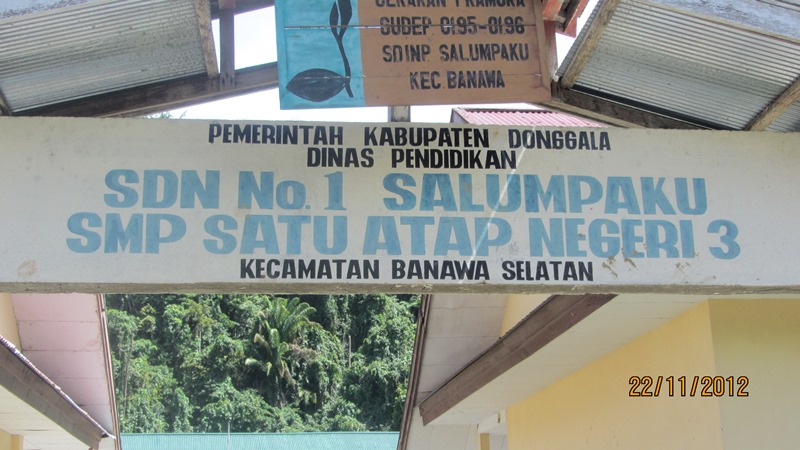 GERAKAN PRAMUKA
GUDEP 0195-0196
SDINP. SALUMPAKU
KEC. BANAWA
PEMERINTAH KABUPATEN DONGGALA
DINAS PENDIDIKAN
SDN No. 1 SALUMPAKU
SMP SATU ATAP NEGERI 3
KECAMATAN BANAWA SELATAN
22/11/2012